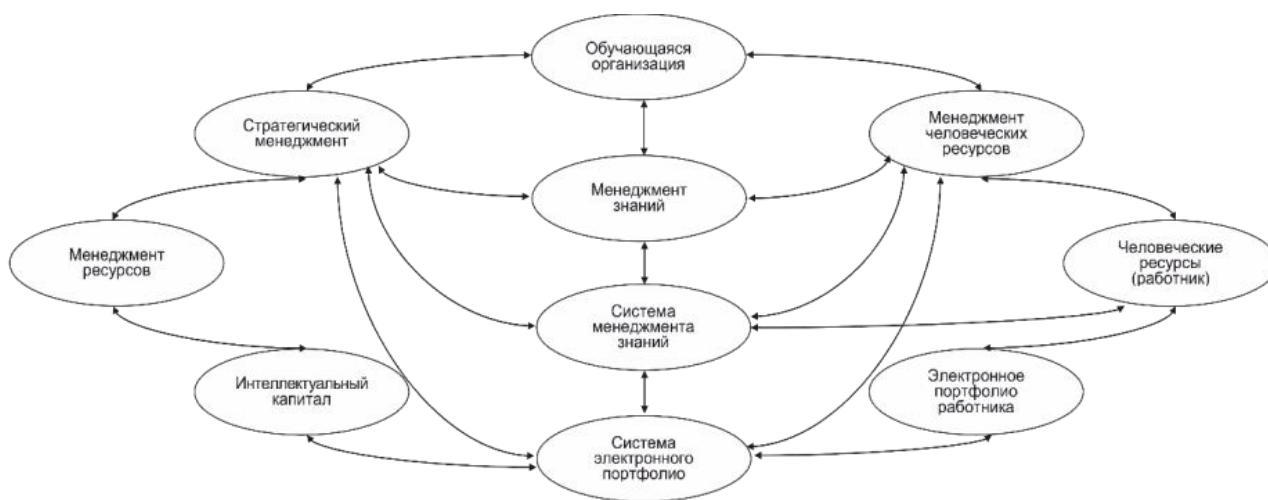 Обучающаяся
организация
Стратегический
менеджмент
Менеджмент
человеческих
ресурсов
Менеджмент
знаний
Менеджмент
ресурсов
Человеческие
ресурсы
(работник)
Система
менеджмента
знаний
Интеллектуальный
капитал
Электронное
портфолио
работника
Система
электронного
портфолио